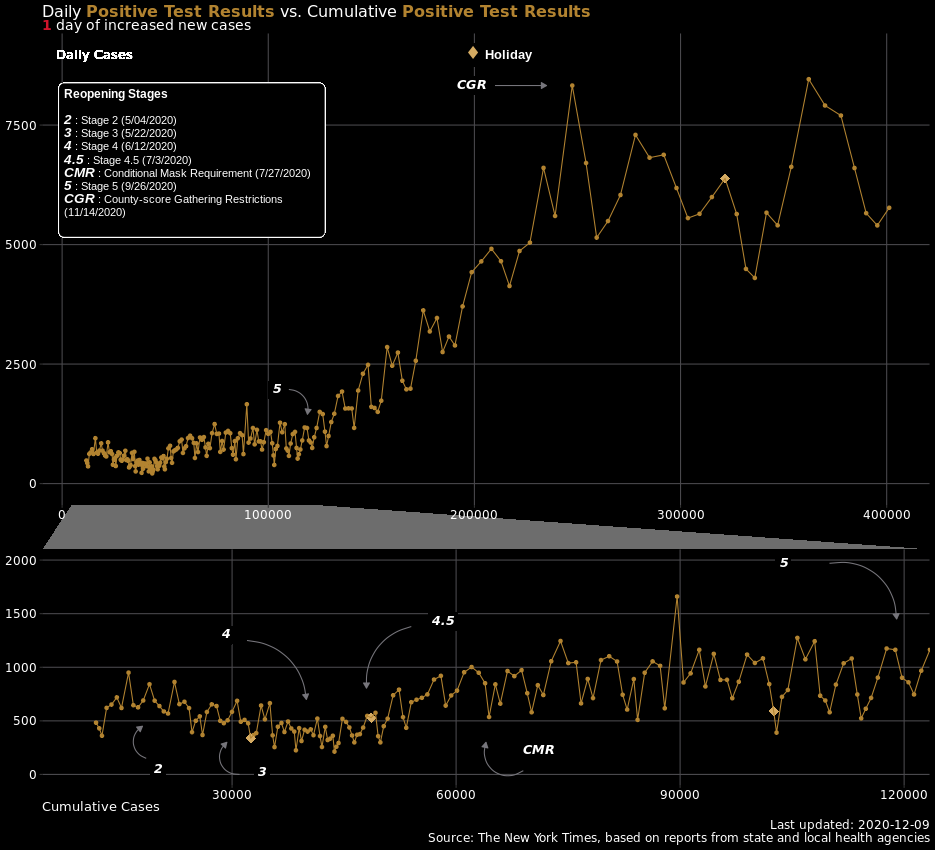 Daily Positive Test Results vs. Cumulative Positive Test Results
1 day of increased new cases
Daily Cases
Holiday
CGR
Reopening Stages
2 : Stage 2 (5/04/2020)
3 : Stage 3 (5/22/2020)
4 : Stage 4 (6/12/2020)
4.5 : Stage 4.5 (7/3/2020)
CMR : Conditional Mask Requirement (7/27/2020)
5 : Stage 5 (9/26/2020)
CGR : County-score Gathering Restrictions
(11/14/2020)
7500
5000
2500
0
5
0
100000
200000
300000
400000
2000
1500
1000
500
0
5
4
4.5
CMR
2
3
30000
60000
90000
120000
Cumulative Cases
Last updated: 2020-12-09
Source: The New York Times, based on reports from state and local health agencies